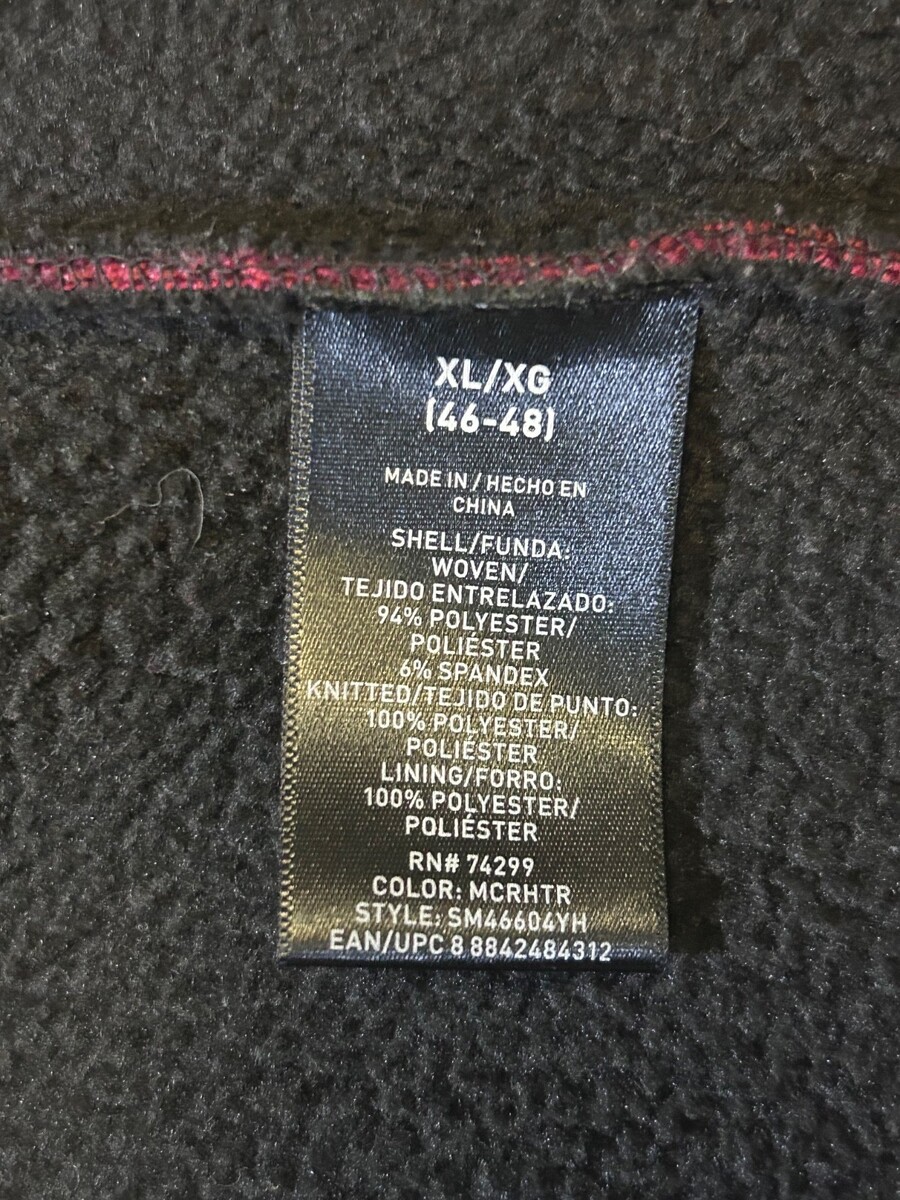 XL/XG
(46-48)
MADE IN / HECHO EN
CHINA
SHELL/FUNDA:
WOVEN/
TEJIDO ENTRELAZADO:
94% POLYESTER/
POLIÉSTER
6% SPANDEX
KNITTED/TEJIDO DE PUNTO:
100% POLYESTER/
POLIÉSTER
LINING/FORRO:
100% POLYESTER/
POLIÉSTER
RN# 74299
COLOR: MCRHTR
STYLE: SM46604YH
EAN/UPC 8 8842484312